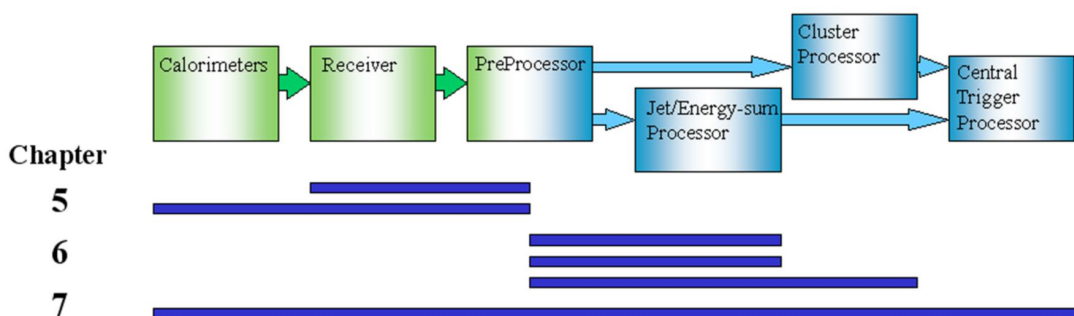 Calorimeters
Receiver
PreProcessor
Cluster
Processor
Central
Trigger
Processor
Jet/Energy-sum
Processor
Chapter
5
6
7